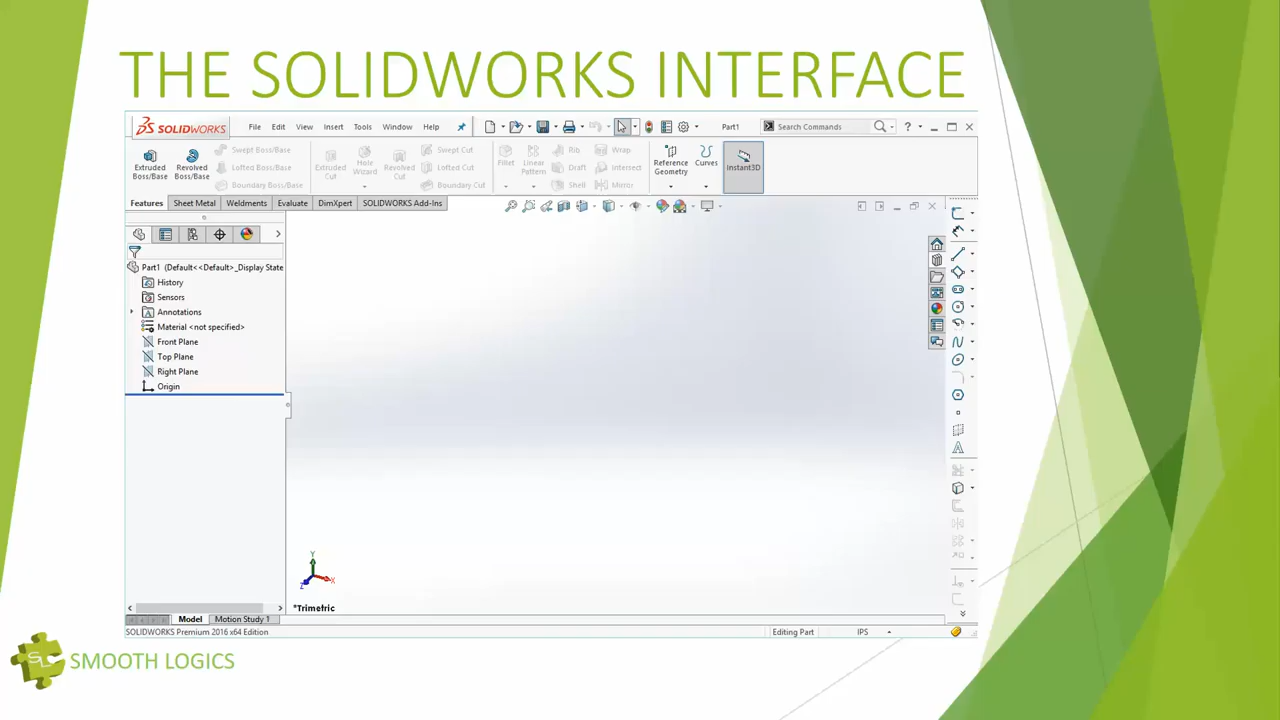 THE SOLIDWORKS INTERFACE
SOLIDWORKS File Edit View Insert Tools Window Help Part1 Search Commands ?
Extruded Boss/Base
Revolved Boss/Base
Swept Boss/Base
Lofted Boss/Base
Boundary Boss/Base
Extruded Cut
Hole Wizard
Revolved Cut
Swept Cut
Lofted Cut
Boundary Cut
Fillet
Linear Pattern
Rib
Draft
Shell
Wrap
Intersect
Mirror
Reference Geometry
Curves
Instant3D
Features Sheet Metal Weldments Evaluate DimXpert SOLIDWORKS Add-Ins
Part1 (Default<<Default>_Display State
History
Sensors
Annotations
Material <not specified>
Front Plane
Top Plane
Right Plane
Origin
Y
X
Z
*Trimetric
Model Motion Study 1
SOLIDWORKS Premium 2016 x64 Edition Editing Part IPS
SL SMOOTH LOGICS